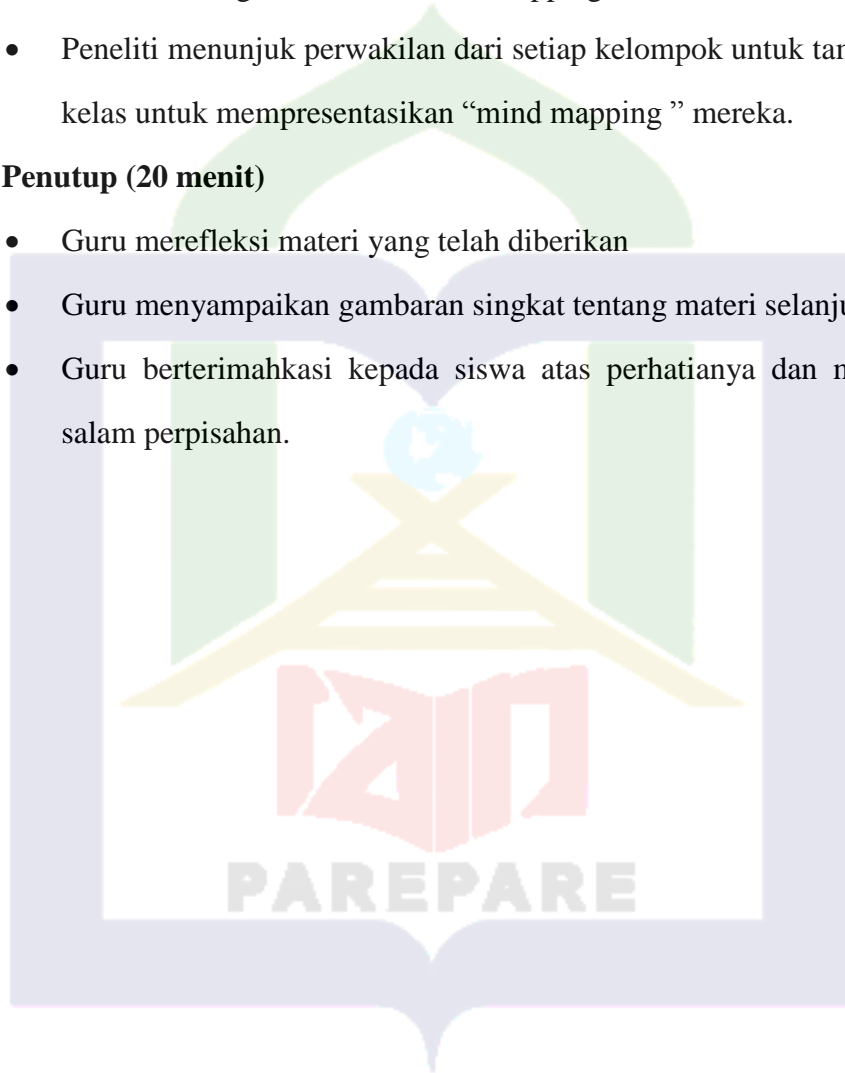 • Peneliti menunjuk perwakilan dari setiap kelompok untuk
kelas untuk mempresentasikan “mind mapping ” mereka.
Penutup (20 menit)
• Guru merefleksi materi yang telah diberikan
• Guru menyampaikan gambaran singkat tentang materi
• Guru berterimahkasi kepada siswa atas perhatianya dan
salam perpisahan.
iain
PAREPARE